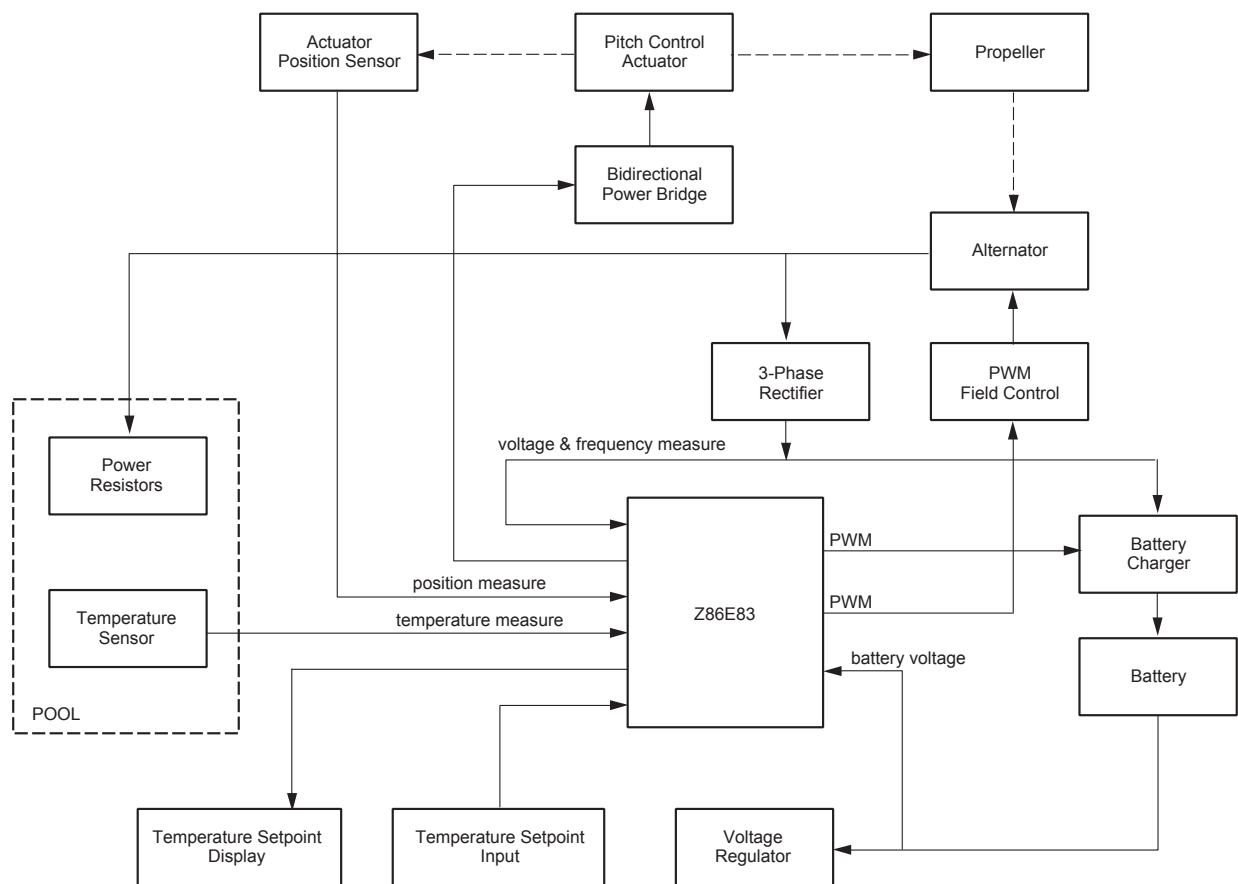 Actuator
Position Sensor
Pitch Control
Actuator
Propeller
Bidirectional
Power Bridge
Alternator
3-Phase
Rectifier
PWM
Field Control
voltage & frequency measure
Power
Resistors
PWM
Battery
Charger
position measure
Temperature
Sensor
temperature measure
Z86E83
PWM
battery voltage
Battery
POOL
Temperature Setpoint
Display
Temperature Setpoint
Input
Voltage
Regulator